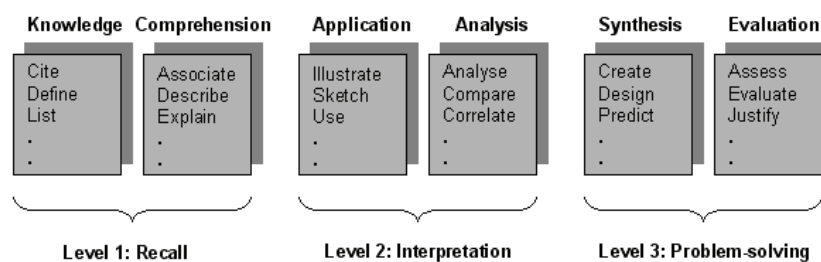 Knowledge Comprehension Application Analysis Synthesis Evaluation
Cite
Define
List
.
.
Associate
Describe
Explain
.
.
Illustrate
Sketch
Use
.
.
Analyse
Compare
Correlate
.
.
Create
Design
Predict
.
.
Assess
Evaluate
Justify
.
.
Level 1: Recall Level 2: Interpretation Level 3: Problem-solving